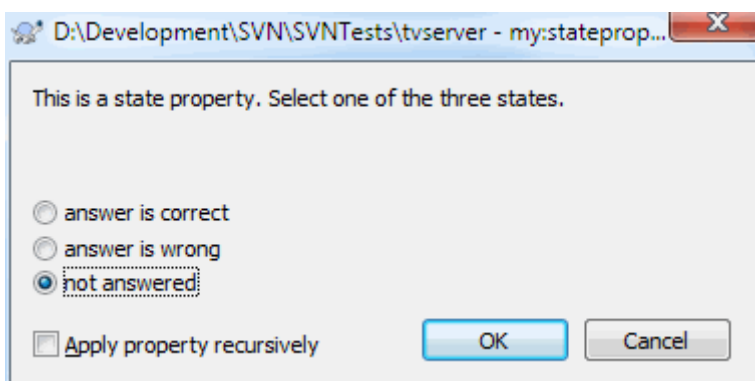 D:\Development\SVN\SVNTests\tvserver - my:stateprop...
This is a state property. Select one of the three states.
answer is correct
answer is wrong
not answered
Apply property recursively
OK
Cancel